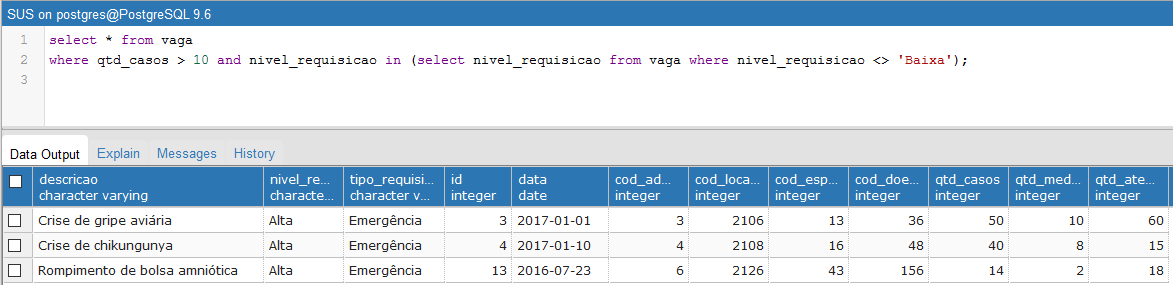 SUS on postgres@PostgreSQL 9.6
1 select * from vaga
2 where qtd_casos > 10 and nivel_requisicao in (select nivel_requisicao from vaga where nivel_requisicao <> 'Baixa');
3
Data Output Explain Messages History
descricao nivel_re... tipo_requisi... id data cod_ad... cod_loca... cod_esp... cod_doe... qtd_casos qtd_med... qtd_ate...
character varying characte... character v... integer date integer integer integer integer integer integer integer
Crise de gripe aviária Alta Emergência 3 2017-01-01 3 2106 13 36 50 10 60
Crise de chikungunya Alta Emergência 4 2017-01-10 4 2108 16 48 40 8 15
Rompimento de bolsa amniótica Alta Emergência 13 2016-07-23 6 2126 43 156 14 2 18